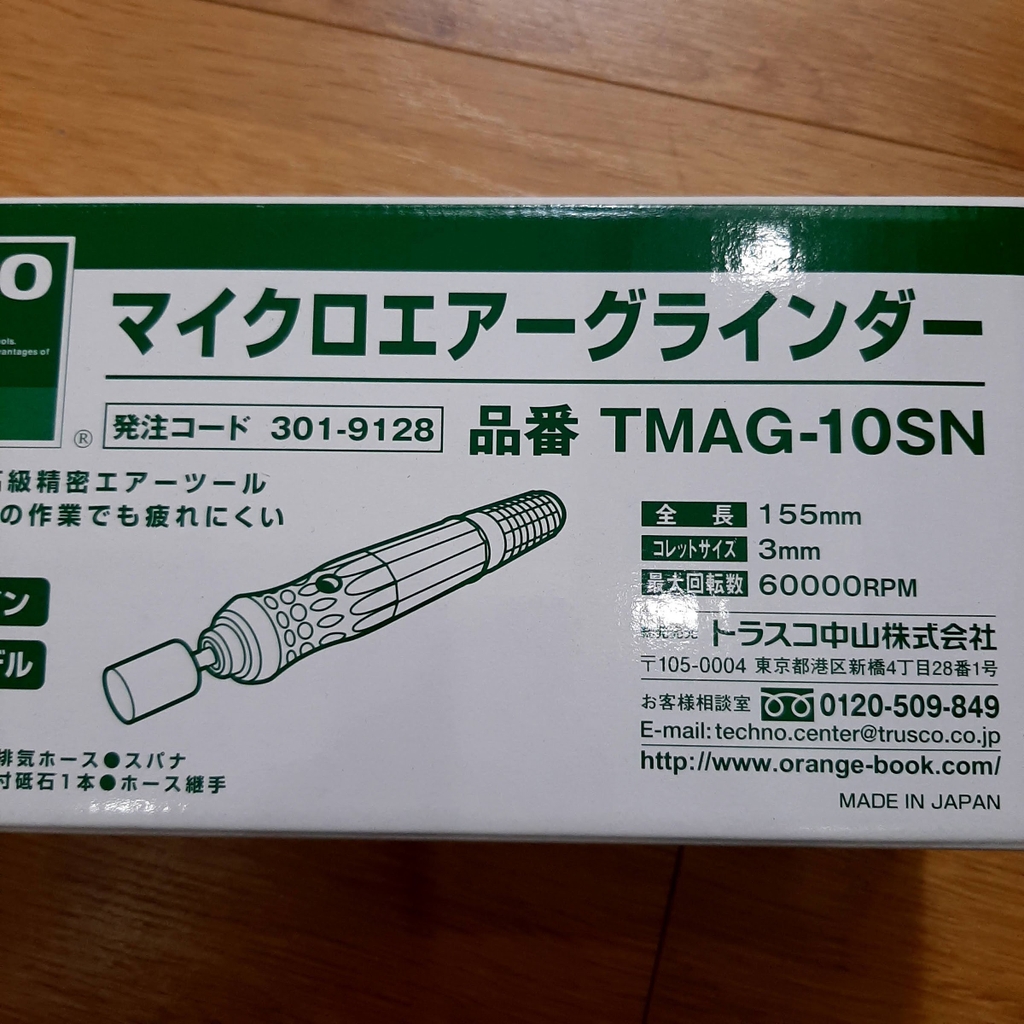 O
ols.
antages of
®
マイクロエアーグラインダー
発注コード 301-9128
品番 TMAG-10SN
級精密エアーツール
の作業でも疲れにくい
ン
デル
全長 155mm
コレットサイズ 3mm
最大回転数 60000RPM
トラスコ中山株式会社
〒105-0004 東京都港区新橋4丁目28番1号
お客様相談室 0120-509-849
E-mail:techno.center@trusco.co.jp
http://www.orange-book.com/
MADE IN JAPAN
排気ホース●スパナ
付砥石1本●ホース継手